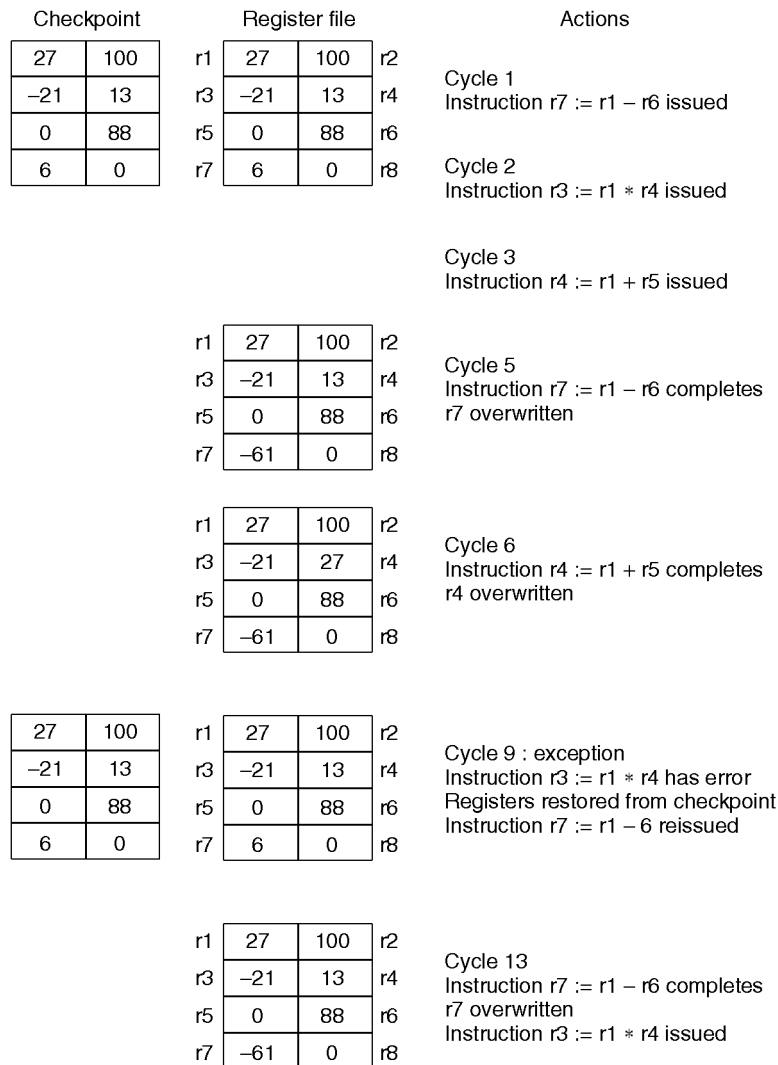 Checkpoint Register file Actions
27 100 r1 27 100 r2
−21 13 r3 −21 13 r4
0 88 r5 0 88 r6
6 0 r7 6 0 r8
Cycle 1
Instruction r7 := r1 − r6 issued
Cycle 2
Instruction r3 := r1 * r4 issued
Cycle 3
Instruction r4 := r1 + r5 issued
r1 27 100 r2
r3 −21 13 r4
r5 0 88 r6
r7 −61 0 r8
Cycle 5
Instruction r7 := r1 − r6 completes
r7 overwritten
r1 27 100 r2
r3 −21 27 r4
r5 0 88 r6
r7 −61 0 r8
Cycle 6
Instruction r4 := r1 + r5 completes
r4 overwritten
27 100 r1 27 100 r2
−21 13 r3 −21 13 r4
0 88 r5 0 88 r6
6 0 r7 6 0 r8
Cycle 9 : exception
Instruction r3 := r1 * r4 has error
Registers restored from checkpoint
Instruction r7 := r1 − 6 reissued
r1 27 100 r2
r3 −21 13 r4
r5 0 88 r6
r7 −61 0 r8
Cycle 13
Instruction r7 := r1 − r6 completes
r7 overwritten
Instruction r3 := r1 * r4 issued